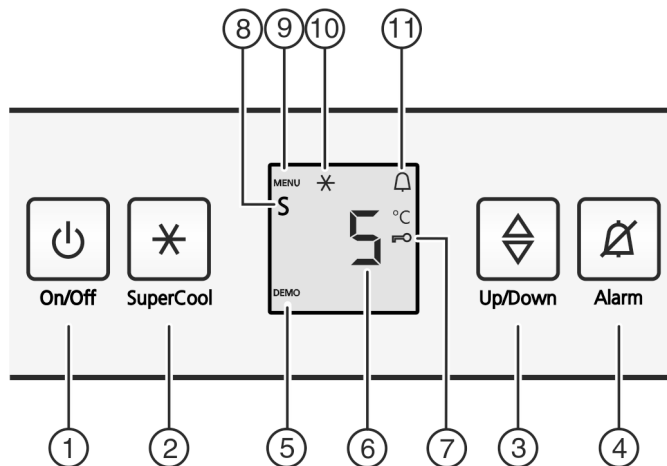 8 9 10 11
MENU
S
5 °C
DEMO
On/Off SuperCool Up/Down Alarm
1 2 5 6 7 3 4